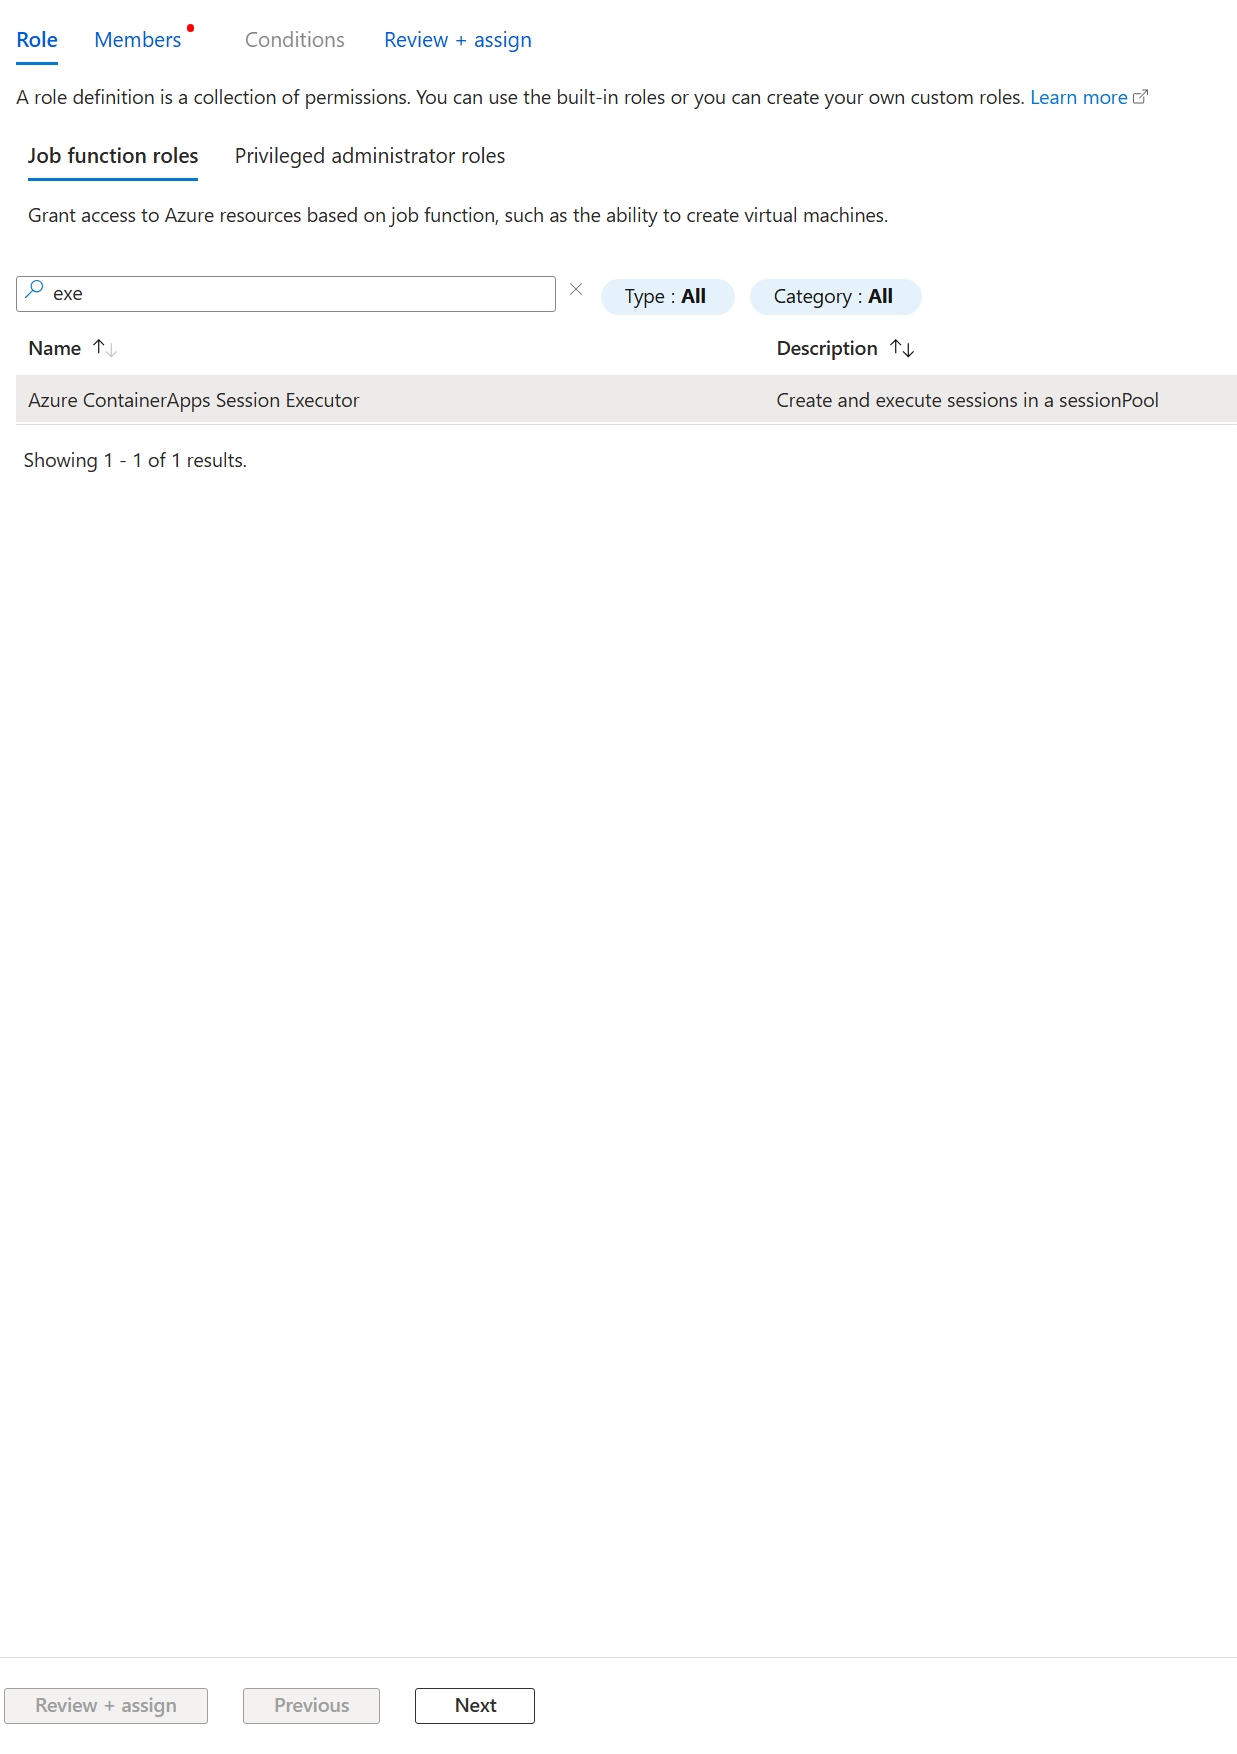 Role Members Conditions Review + assign
A role definition is a collection of permissions. You can use the built-in roles or you can create your own custom roles. Learn more
Job function roles Privileged administrator roles
Grant access to Azure resources based on job function, such as the ability to create virtual machines.
exe Type : All Category : All
Name ↑↓ Description ↑↓
Azure ContainerApps Session Executor Create and execute sessions in a sessionPool
Showing 1 - 1 of 1 results.
Review + assign Previous Next